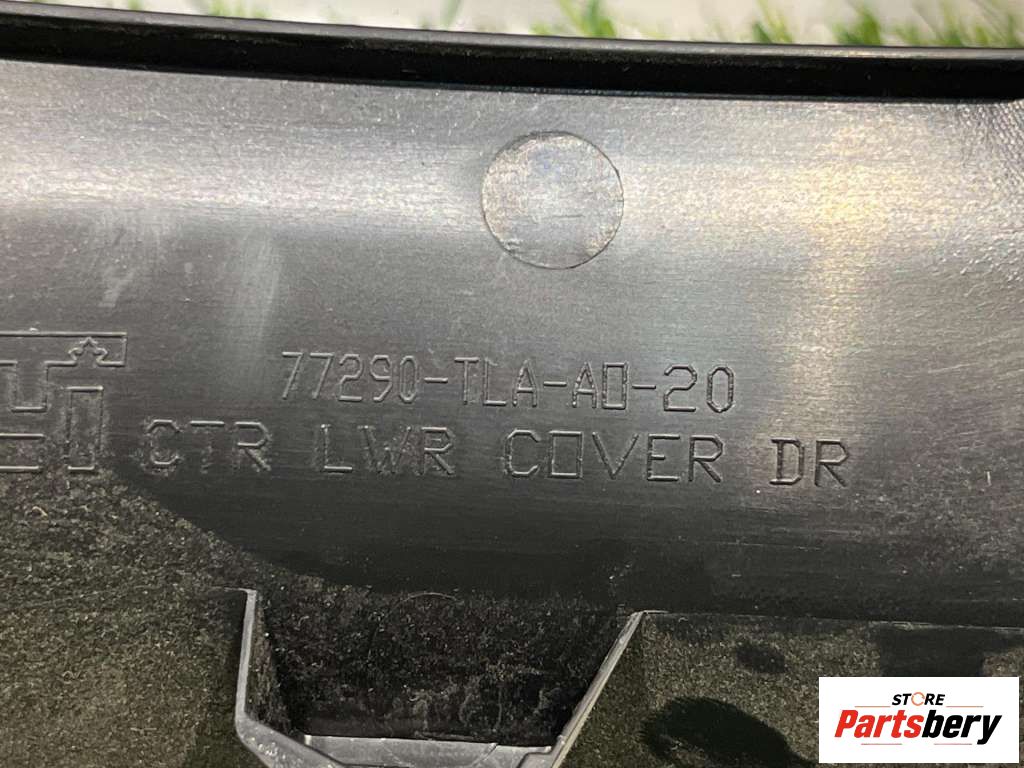 77290-TLA-A0-20
CTR LWR COVER DR
STORE
Partsbery